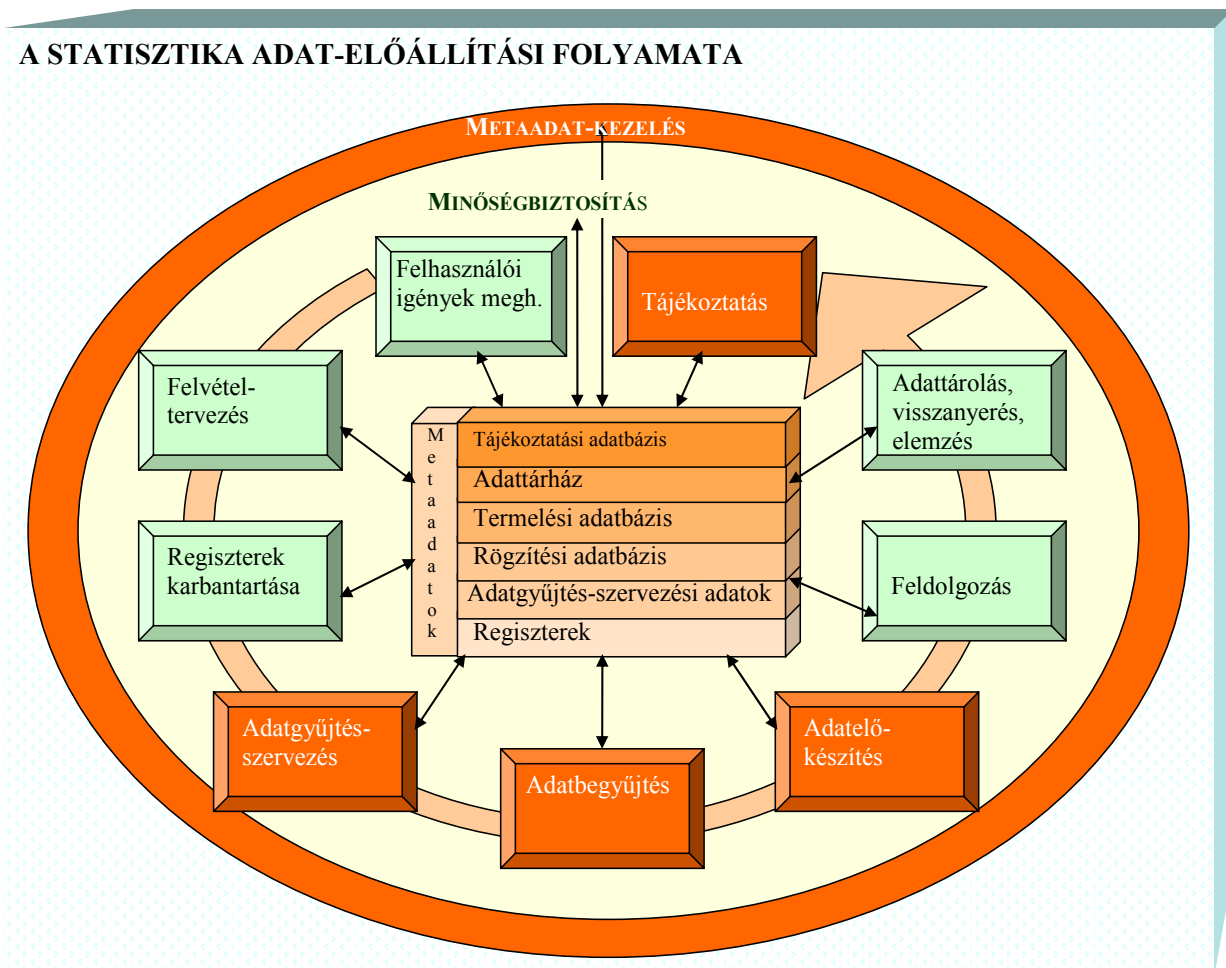 A STATISZTIKA ADAT-ELŐÁLLÍTÁSI FOLYAMATA
METAADAT-KEZELÉS
MINŐSÉGBIZTOSÍTÁS
Felhasználói
igények megh.
Tájékoztatás
Felvétel-
tervezés
Adattárolás,
visszanyerés,
elemzés
Metaadatok
Tájékoztatási adatbázis
Adattárház
Termelési adatbázis
Rögzítési adatbázis
Adatgyűjtés-szervezési adatok
Regiszterek
Regiszterek
karbantartása
Feldolgozás
Adatgyűjtés-
szervezés
Adatbegyűjtés
Adatelő-
készítés